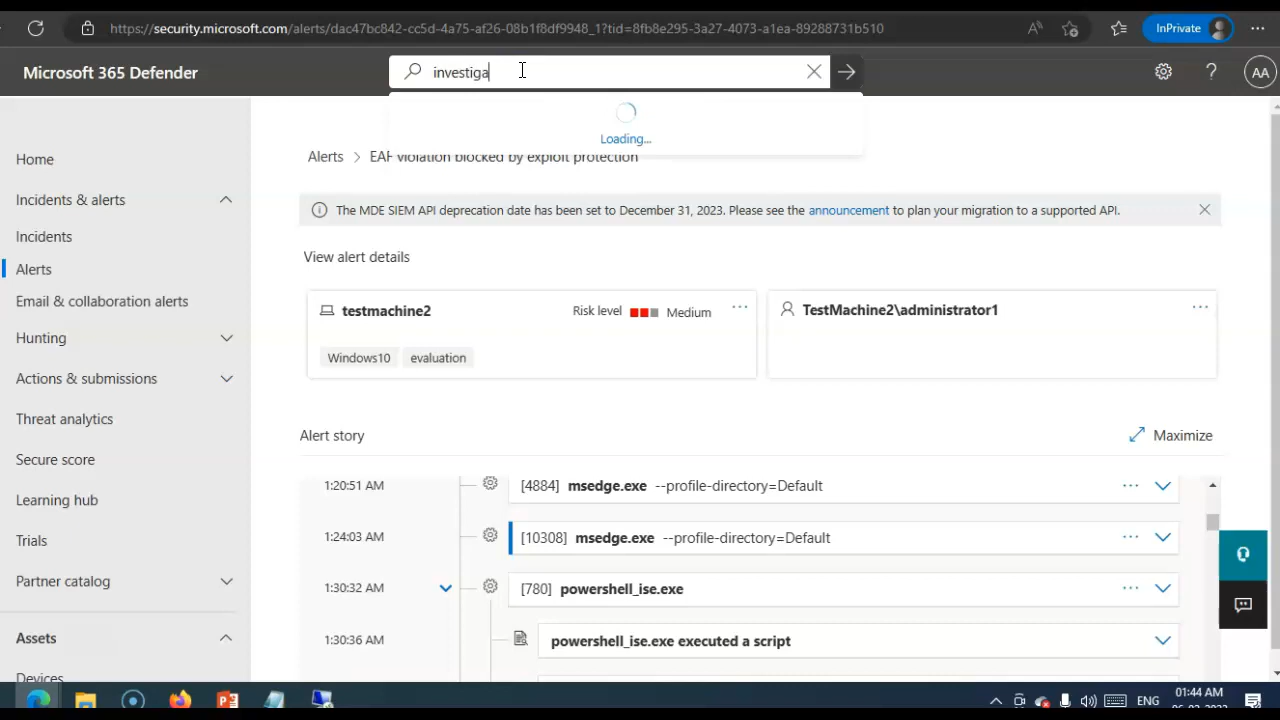 https://security.microsoft.com/alerts/dac47bc842-cc5d-4a75-af26-08b1f8df9948_1?tid=8fb8e295-3a27-4073-a1ea-89288731b510
InPrivate
Microsoft 365 Defender
investiga
AA
Loading...
Alerts > EAF violation blocked by exploit protection
The MDE SIEM API deprecation date has been set to December 31, 2023. Please see the announcement to plan your migration to a supported API.
View alert details
Home
Incidents & alerts
Incidents
Alerts
Email & collaboration alerts
Hunting
Actions & submissions
Threat analytics
Secure score
Learning hub
Trials
Partner catalog
Assets
Devices
testmachine2
Risk level Medium
Windows10 evaluation
TestMachine2\administrator1
Alert story
Maximize
1:20:51 AM [4884] msedge.exe --profile-directory=Default
1:24:03 AM [10308] msedge.exe --profile-directory=Default
1:30:32 AM [780] powershell_ise.exe
1:30:36 AM powershell_ise.exe executed a script
ENG
01:44 AM